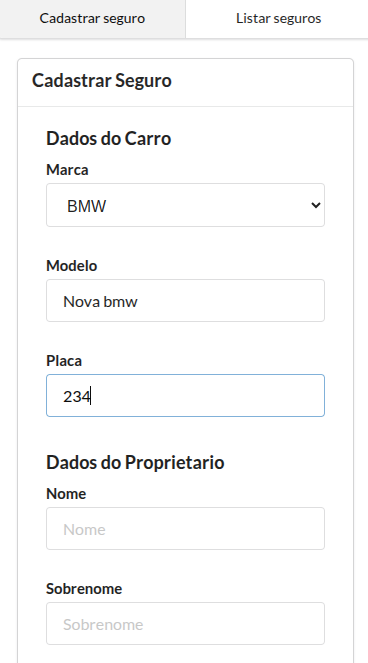 Cadastrar seguro Listar seguros
Cadastrar Seguro
Dados do Carro
Marca
BMW
Modelo
Nova bmw
Placa
234
Dados do Proprietario
Nome
Nome
Sobrenome
Sobrenome